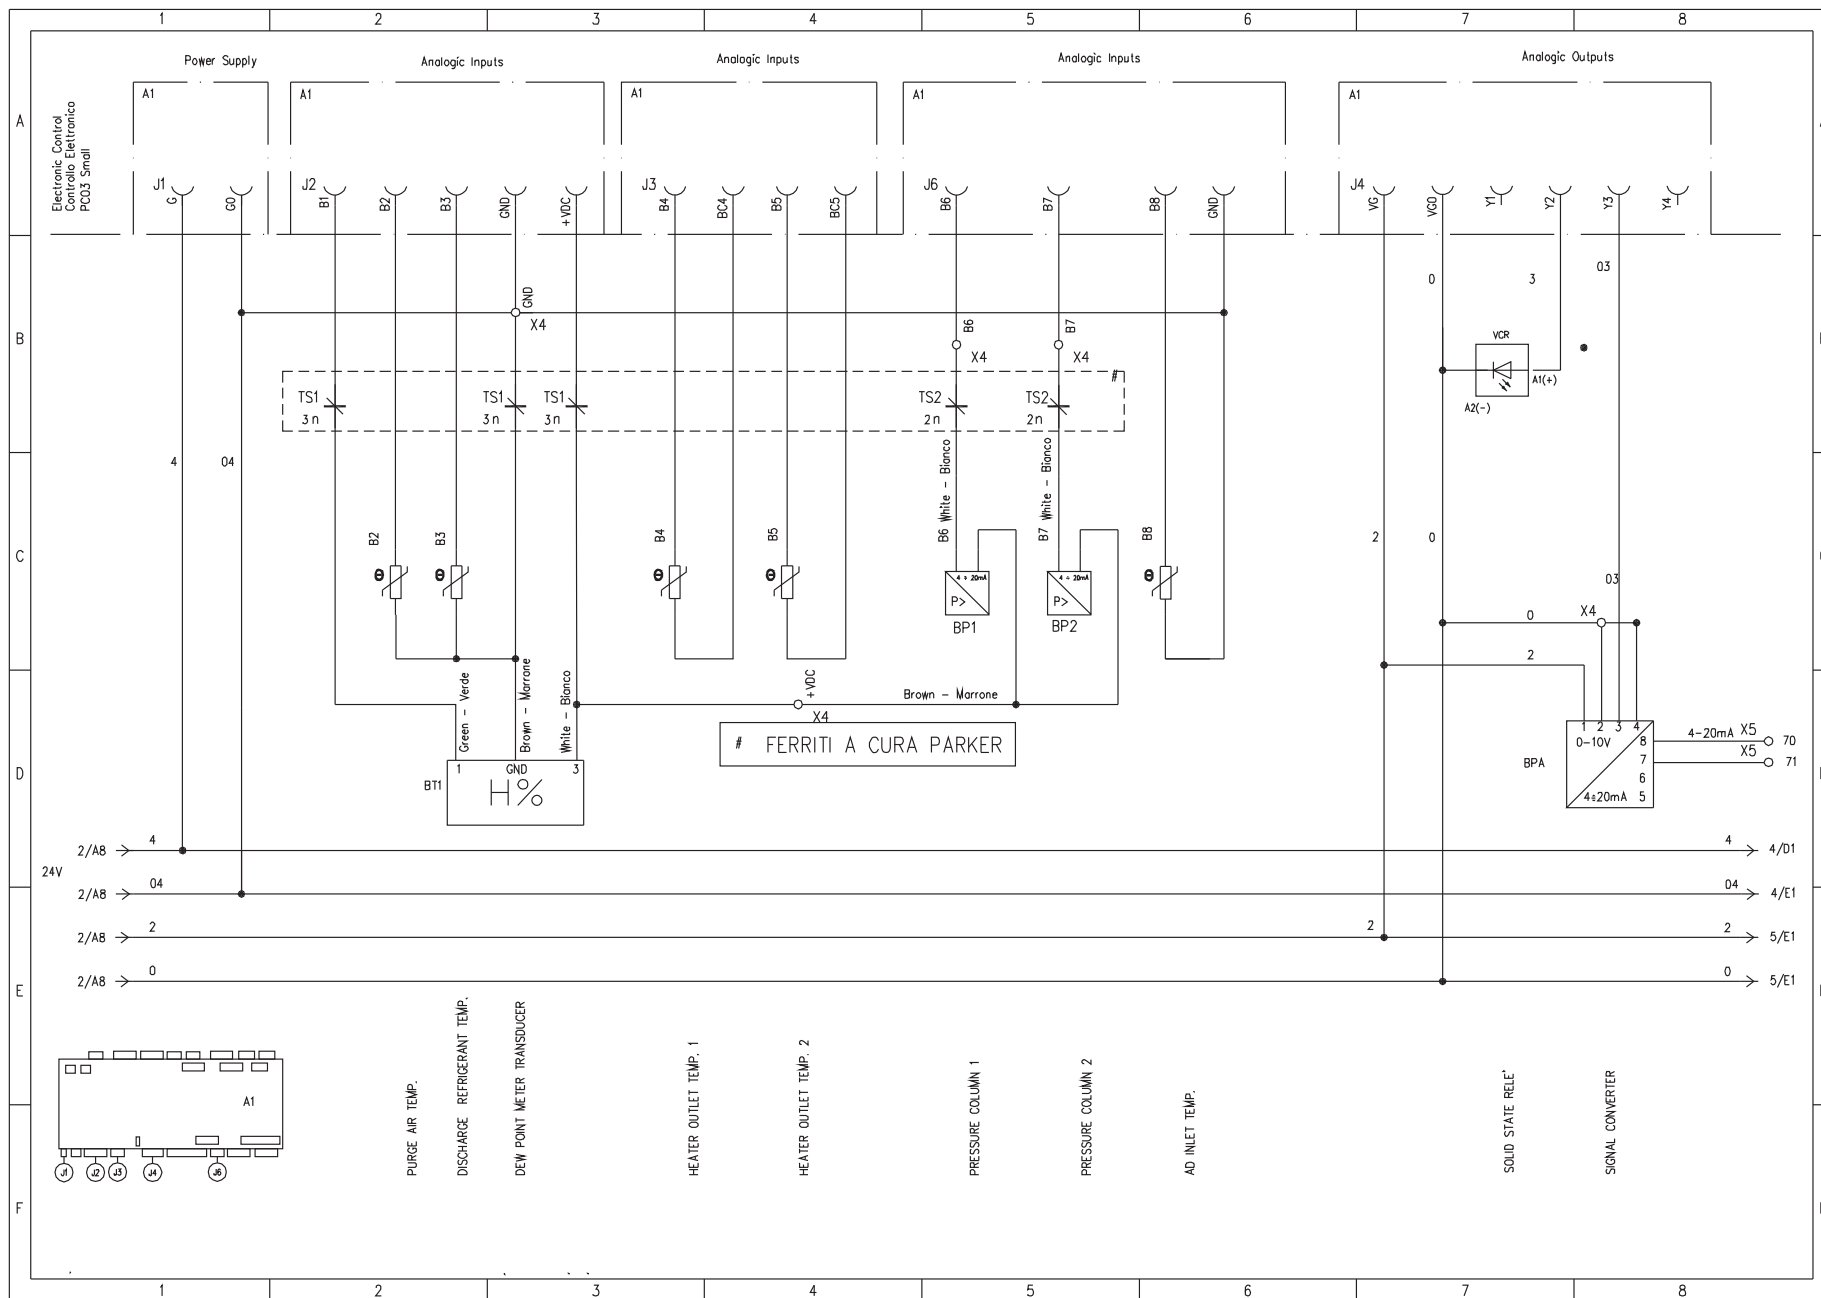 1 2 3 4 5 6 7 8
Power Supply
Analogic Inputs
Analogic Inputs
Analogic Inputs
Analogic Outputs
A
Electronic Control
Controllo Elettronico
PCO3 Small
A1
A1
A1
A1
A1
J1 G G0
J2 B1 B2 B3 GND +VDC
J3 B4 BC4 B5 BC5
J6 B6 B7 B8 GND
J4 VG VG0 Y1 Y2 Y3 Y4
B
0 3 03
GND
X4
B6
X4
B7
X4
VCR
A1(+)
A2(-)
#
TS1
3n
TS1
3n
TS1
3n
TS2
2n
TS2
2n
4 04
C
B2
θ
B3
θ
B4
θ
B5
θ
B6 White - Bianco
B7 White - Bianco
B8
θ
4 ÷ 20mA
P>
BP1
4 ÷ 20mA
P>
BP2
2 0
03
0
X4
2
D
Green - Verde
Brown - Marrone
White - Bianco
+VDC
X4
Brown - Marrone
# FERRITI A CURA PARKER
BT1
1 GND 3
H%
BPA
1 2 3 4
0-10V
8
7
6
4÷20mA 5
4-20mA X5 70
X5 71
24V
2/A8 4 4 4/D1
2/A8 04 04 4/E1
2/A8 2 2 2 5/E1
2/A8 0 0 5/E1
E
PURGE AIR TEMP.
DISCHARGE REFRIGERANT TEMP.
DEW POINT METER TRANSDUCER
HEATER OUTLET TEMP. 1
HEATER OUTLET TEMP. 2
PRESSURE COLUMN 1
PRESSURE COLUMN 2
AD INLET TEMP.
SOLID STATE RELE'
SIGNAL CONVERTER
A1
J1 J2 J3 J4 J6
F
1 2 3 4 5 6 7 8